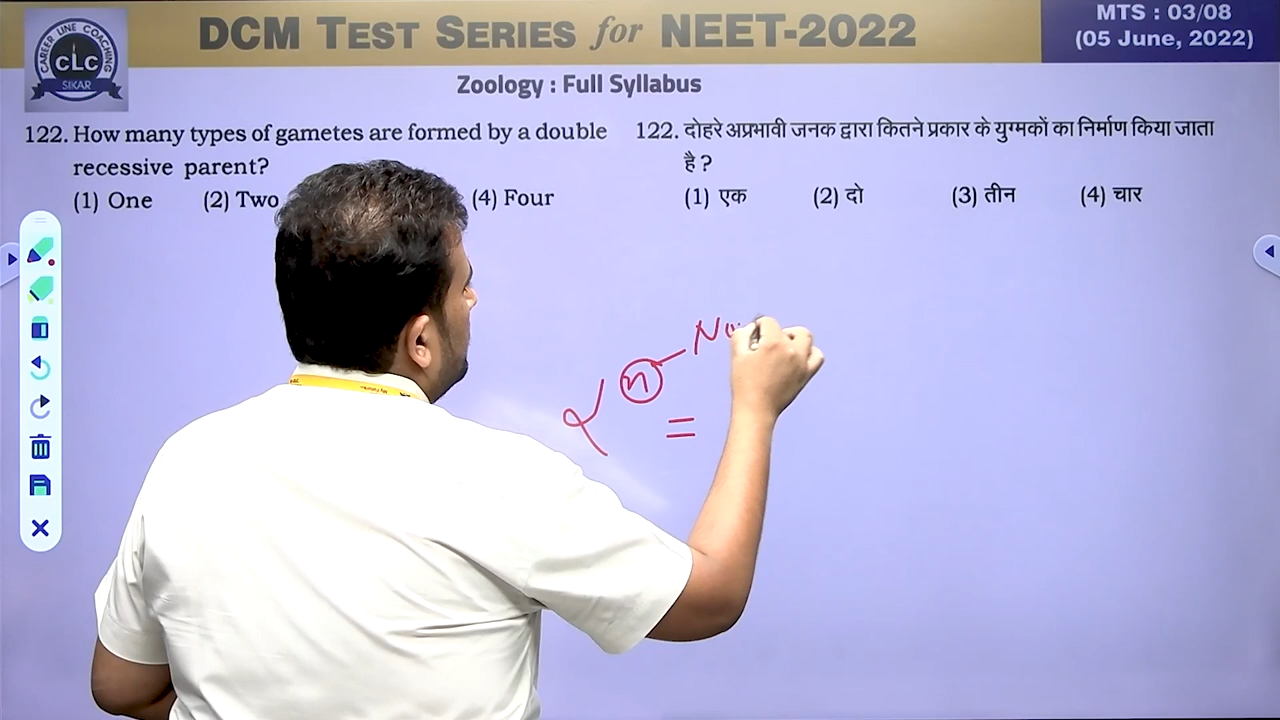 DCM TEST SERIES for NEET-2022
MTS : 03/08
(05 June, 2022)
CAREER LINE COACHING
CLC
SIKAR
Zoology : Full Syllabus
122. How many types of gametes are formed by a double
recessive parent?
(1) One (2) Two (4) Four
122. दोहरे अप्रभावी जनक द्वारा कितने प्रकार के युग्मकों का निर्माण किया जाता
है ?
(1) एक (2) दो (3) तीन (4) चार
n
=